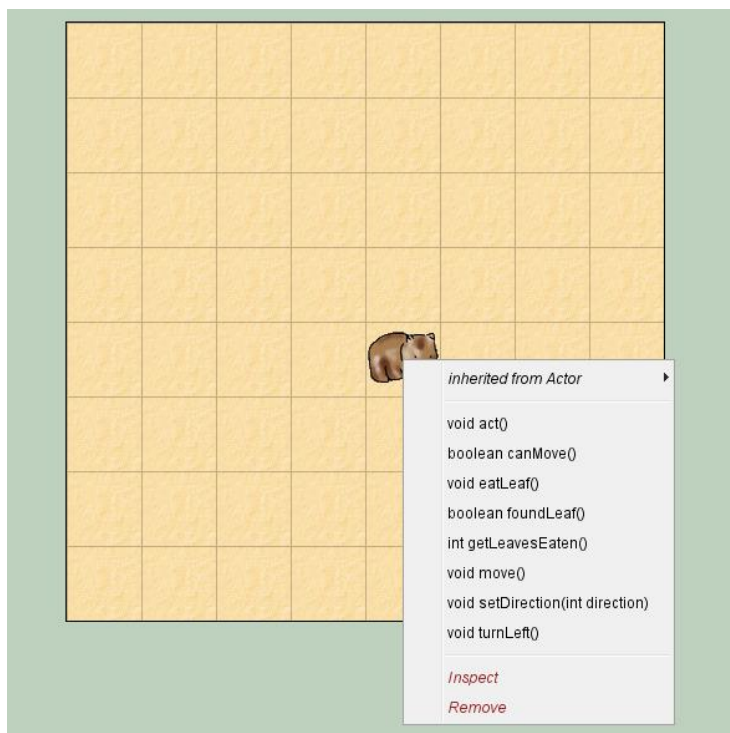 inherited from Actor
void act()
boolean canMove()
void eatLeaf()
boolean foundLeaf()
int getLeavesEaten()
void move()
void setDirection(int direction)
void turnLeft()
Inspect
Remove